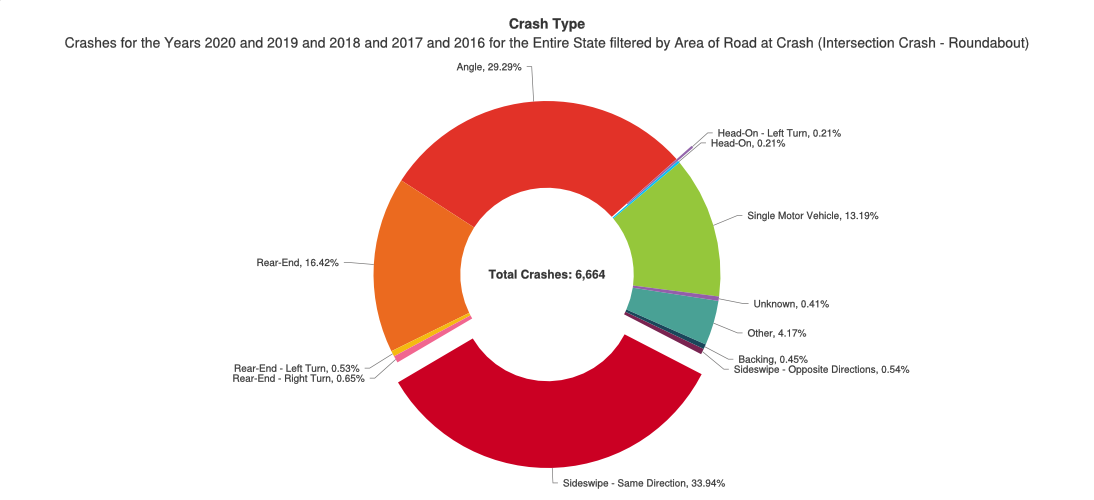 Crash Type
Crashes for the Years 2020 and 2019 and 2018 and 2017 and 2016 for the Entire State filtered by Area of Road at Crash (Intersection Crash - Roundabout)
Angle, 29.29%
Head-On - Left Turn, 0.21%
Head-On, 0.21%
Single Motor Vehicle, 13.19%
Rear-End, 16.42%
Total Crashes: 6,664
Unknown, 0.41%
Other, 4.17%
Backing, 0.45%
Rear-End - Left Turn, 0.53%
Sideswipe - Opposite Directions, 0.54%
Rear-End - Right Turn, 0.65%
Sideswipe - Same Direction, 33.94%